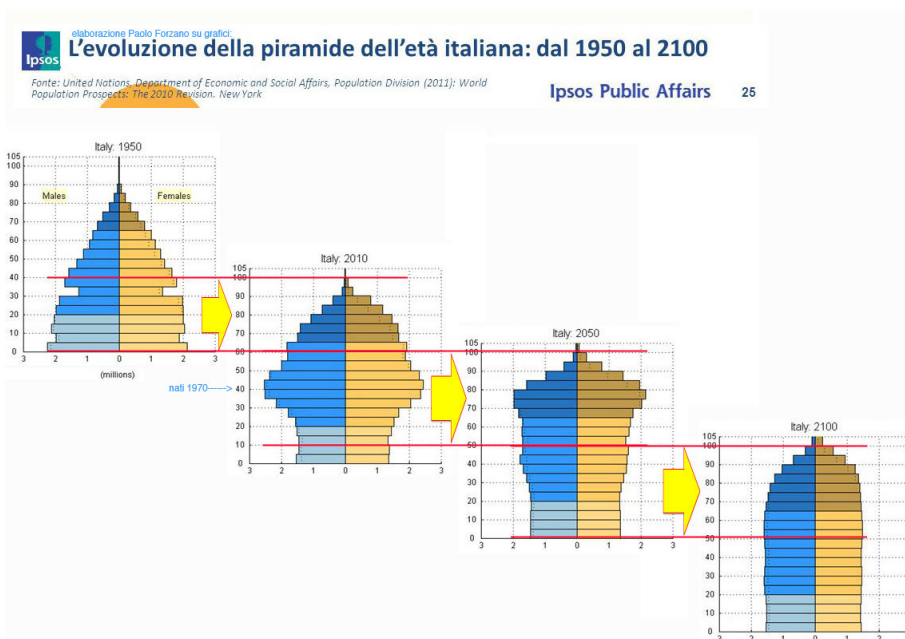 elaborazione Paolo Forzano su grafici:
Ipsos
L'evoluzione della piramide dell'età italiana: dal 1950 al 2100
Fonte: United Nations, Department of Economic and Social Affairs, Population Division (2011): World
Population Prospects: The 2010 Revision. New York
Ipsos Public Affairs 25
Italy: 1950
105
100
90
80
70
60
50
40
30
20
10
0
Males Females
3 2 1 0 1 2 3
(millions)
Italy: 2010
105
100
90
80
70
60
50
40
30
20
10
0
nati 1970------>
3 2 1 0 1 2 3
Italy: 2050
105
100
90
80
70
60
50
40
30
20
10
0
3 2 1 0 1 2 3
Italy: 2100
105
100
90
80
70
60
50
40
30
20
10
0
3 2 1 0 1 2